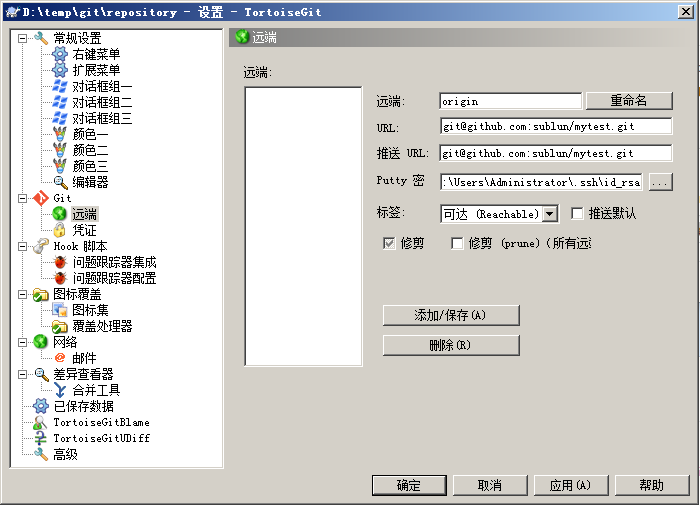 D:\temp\git\repository - 设置 - TortoiseGit
常规设置
右键菜单
扩展菜单
对话框组一
对话框组二
对话框组三
颜色一
颜色二
颜色三
编辑器
Git
远端
凭证
Hook 脚本
问题跟踪器集成
问题跟踪器配置
图标覆盖
图标集
覆盖处理器
网络
邮件
差异查看器
合并工具
已保存数据
TortoiseGitBlame
TortoiseGitUDiff
高级
远端
远端:
远端: origin 重命名
URL: git@github.com:sublun/mytest.git
推送 URL: git@github.com:sublun/mytest.git
Putty 密 :\Users\Administrator\.ssh\id_rsa ...
标签: 可达 (Reachable) 推送默认
修剪 修剪 (prune) (所有远
添加/保存(A)
删除(R)
确定 取消 应用(A) 帮助